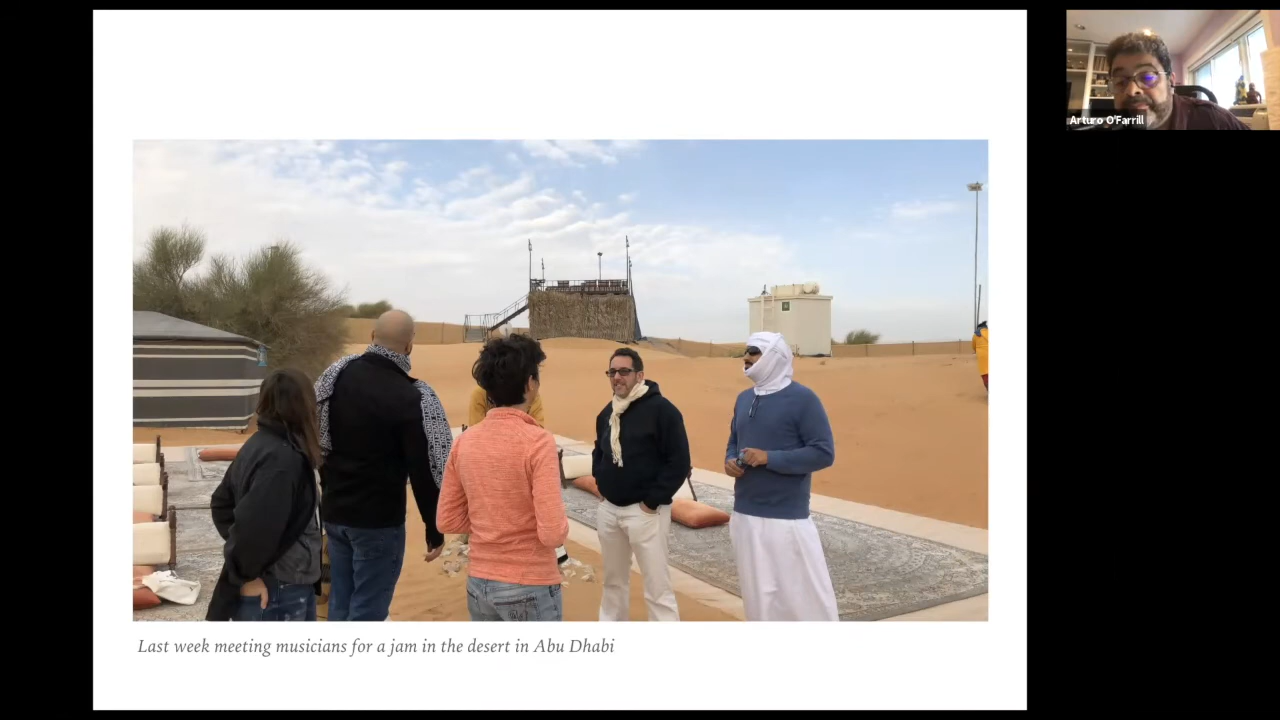 Arturo O'Farrill
Last week meeting musicians for a jam in the desert in Abu Dhabi